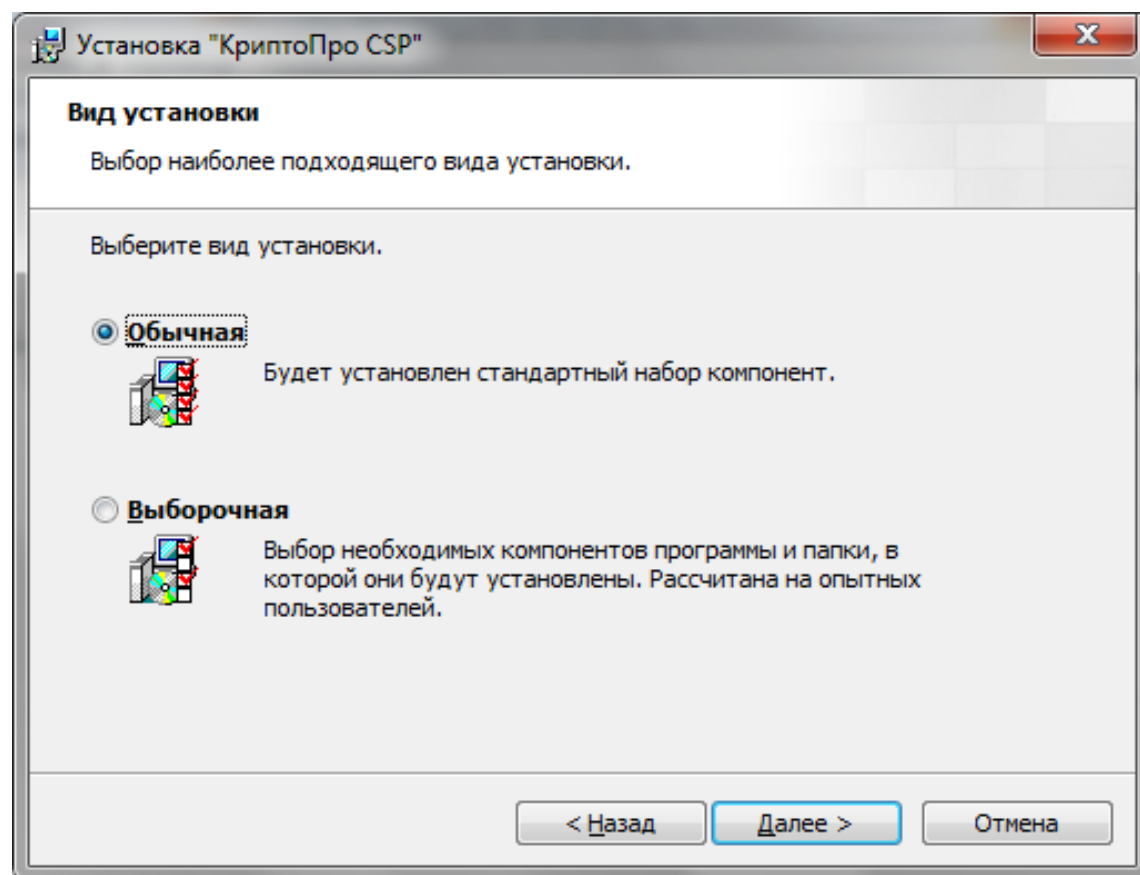 Установка "КриптоПро CSP"
Вид установки
Выбор наиболее подходящего вида установки.
Выберите вид установки.
Обычная
Будет установлен стандартный набор компонент.
Выборочная
Выбор необходимых компонентов программы и папки, в
которой они будут установлены. Рассчитана на опытных
пользователей.
< Назад
Далее >
Отмена